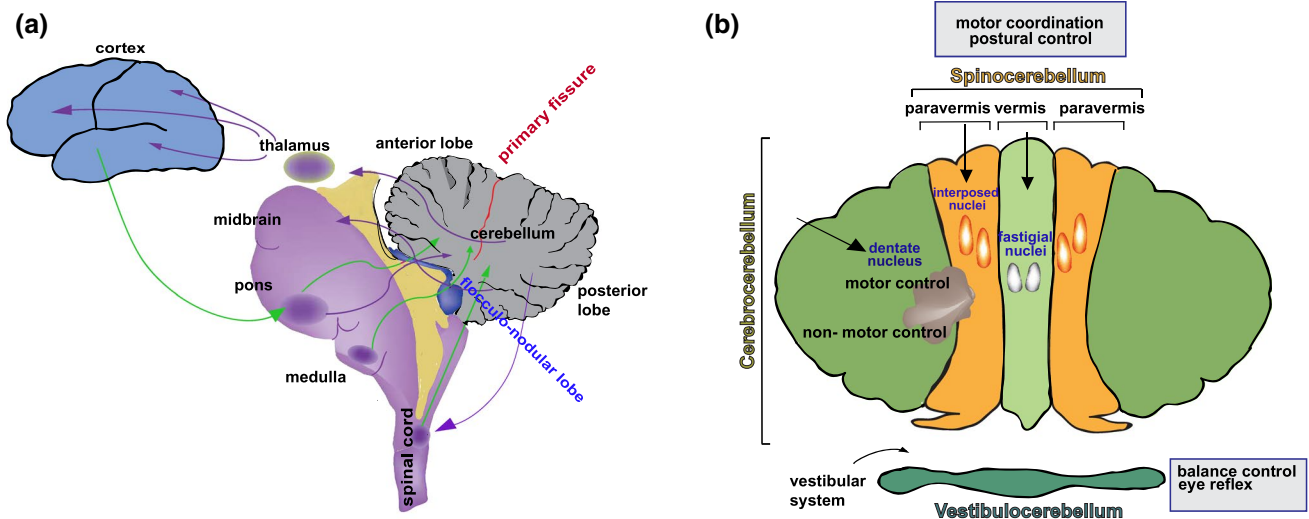 (a)
cortex
thalamus
anterior lobe
primary fissure
midbrain
cerebellum
pons
posterior
lobe
flocculo-nodular lobe
medulla
spinal cord
(b)
motor coordination
postural control
Spinocerebellum
paravermis vermis paravermis
Cerebrocerebellum
interposed
nuclei
fastigial
nuclei
dentate
nucleus
motor control
non- motor control
vestibular
system
balance control
eye reflex
Vestibulocerebellum